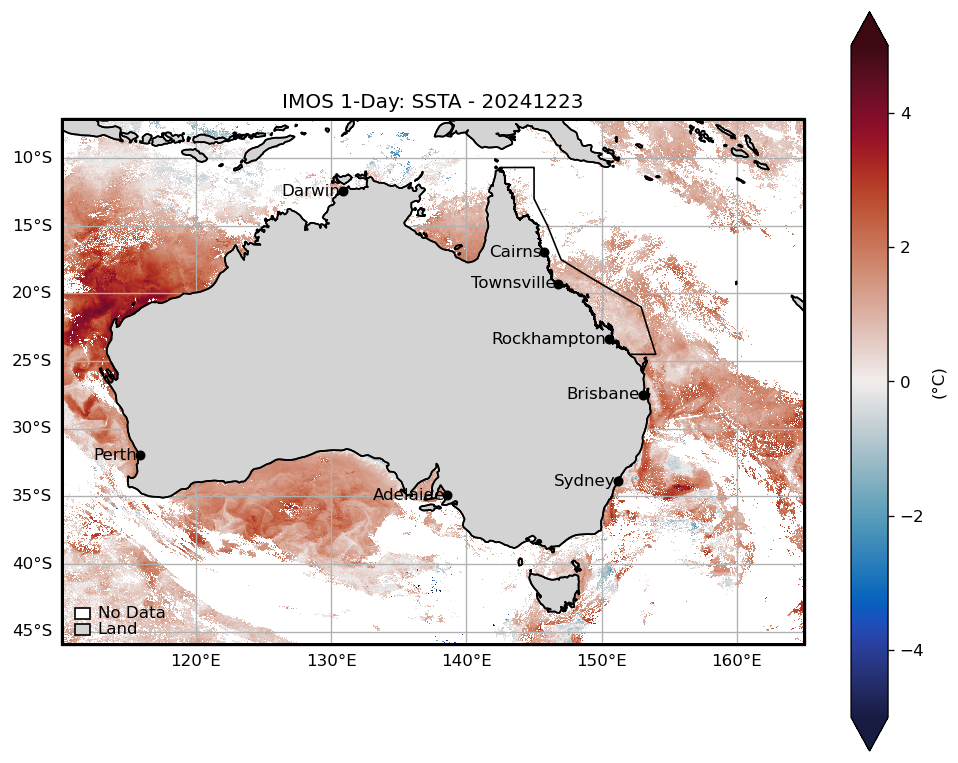 IMOS 1-Day: SSTA - 20241223
10°S
15°S
20°S
25°S
30°S
35°S
40°S
45°S
Darwin
Cairns
Townsville
Rockhampton
Brisbane
Perth
Sydney
Adelaide
No Data
Land
120°E 130°E 140°E 150°E 160°E
4
2
0
−2
−4
(°C)